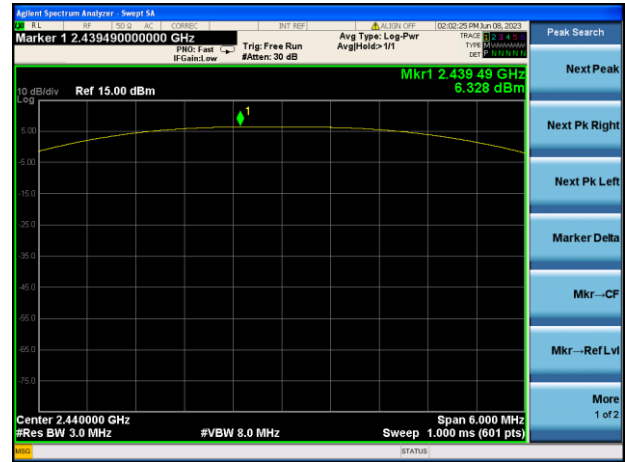 Agilent Spectrum Analyzer - Swept SA
RL RF 50 Ω AC CORREC INT REF ALIGN OFF 02:02:25 PM Jun 08, 2023
Marker 1 2.439490000000 GHz
PNO: Fast
IFGain:Low
Trig: Free Run
#Atten: 30 dB
Avg Type: Log-Pwr
Avg|Hold:> 1/1
TRACE 1 2 3 4 5 6
TYPE M
DET P N N N N N
Peak Search
Mkr1 2.439 49 GHz
6.328 dBm
10 dB/div
Log
Ref 15.00 dBm
1
5.00
-5.00
-15.0
-25.0
-35.0
-45.0
-55.0
-65.0
-75.0
Next Peak
Next Pk Right
Next Pk Left
Marker Delta
Mkr→CF
Mkr→RefLvl
More
1 of 2
Center 2.440000 GHz
Span 6.000 MHz
#Res BW 3.0 MHz
#VBW 8.0 MHz
Sweep 1.000 ms (601 pts)
MSG
STATUS